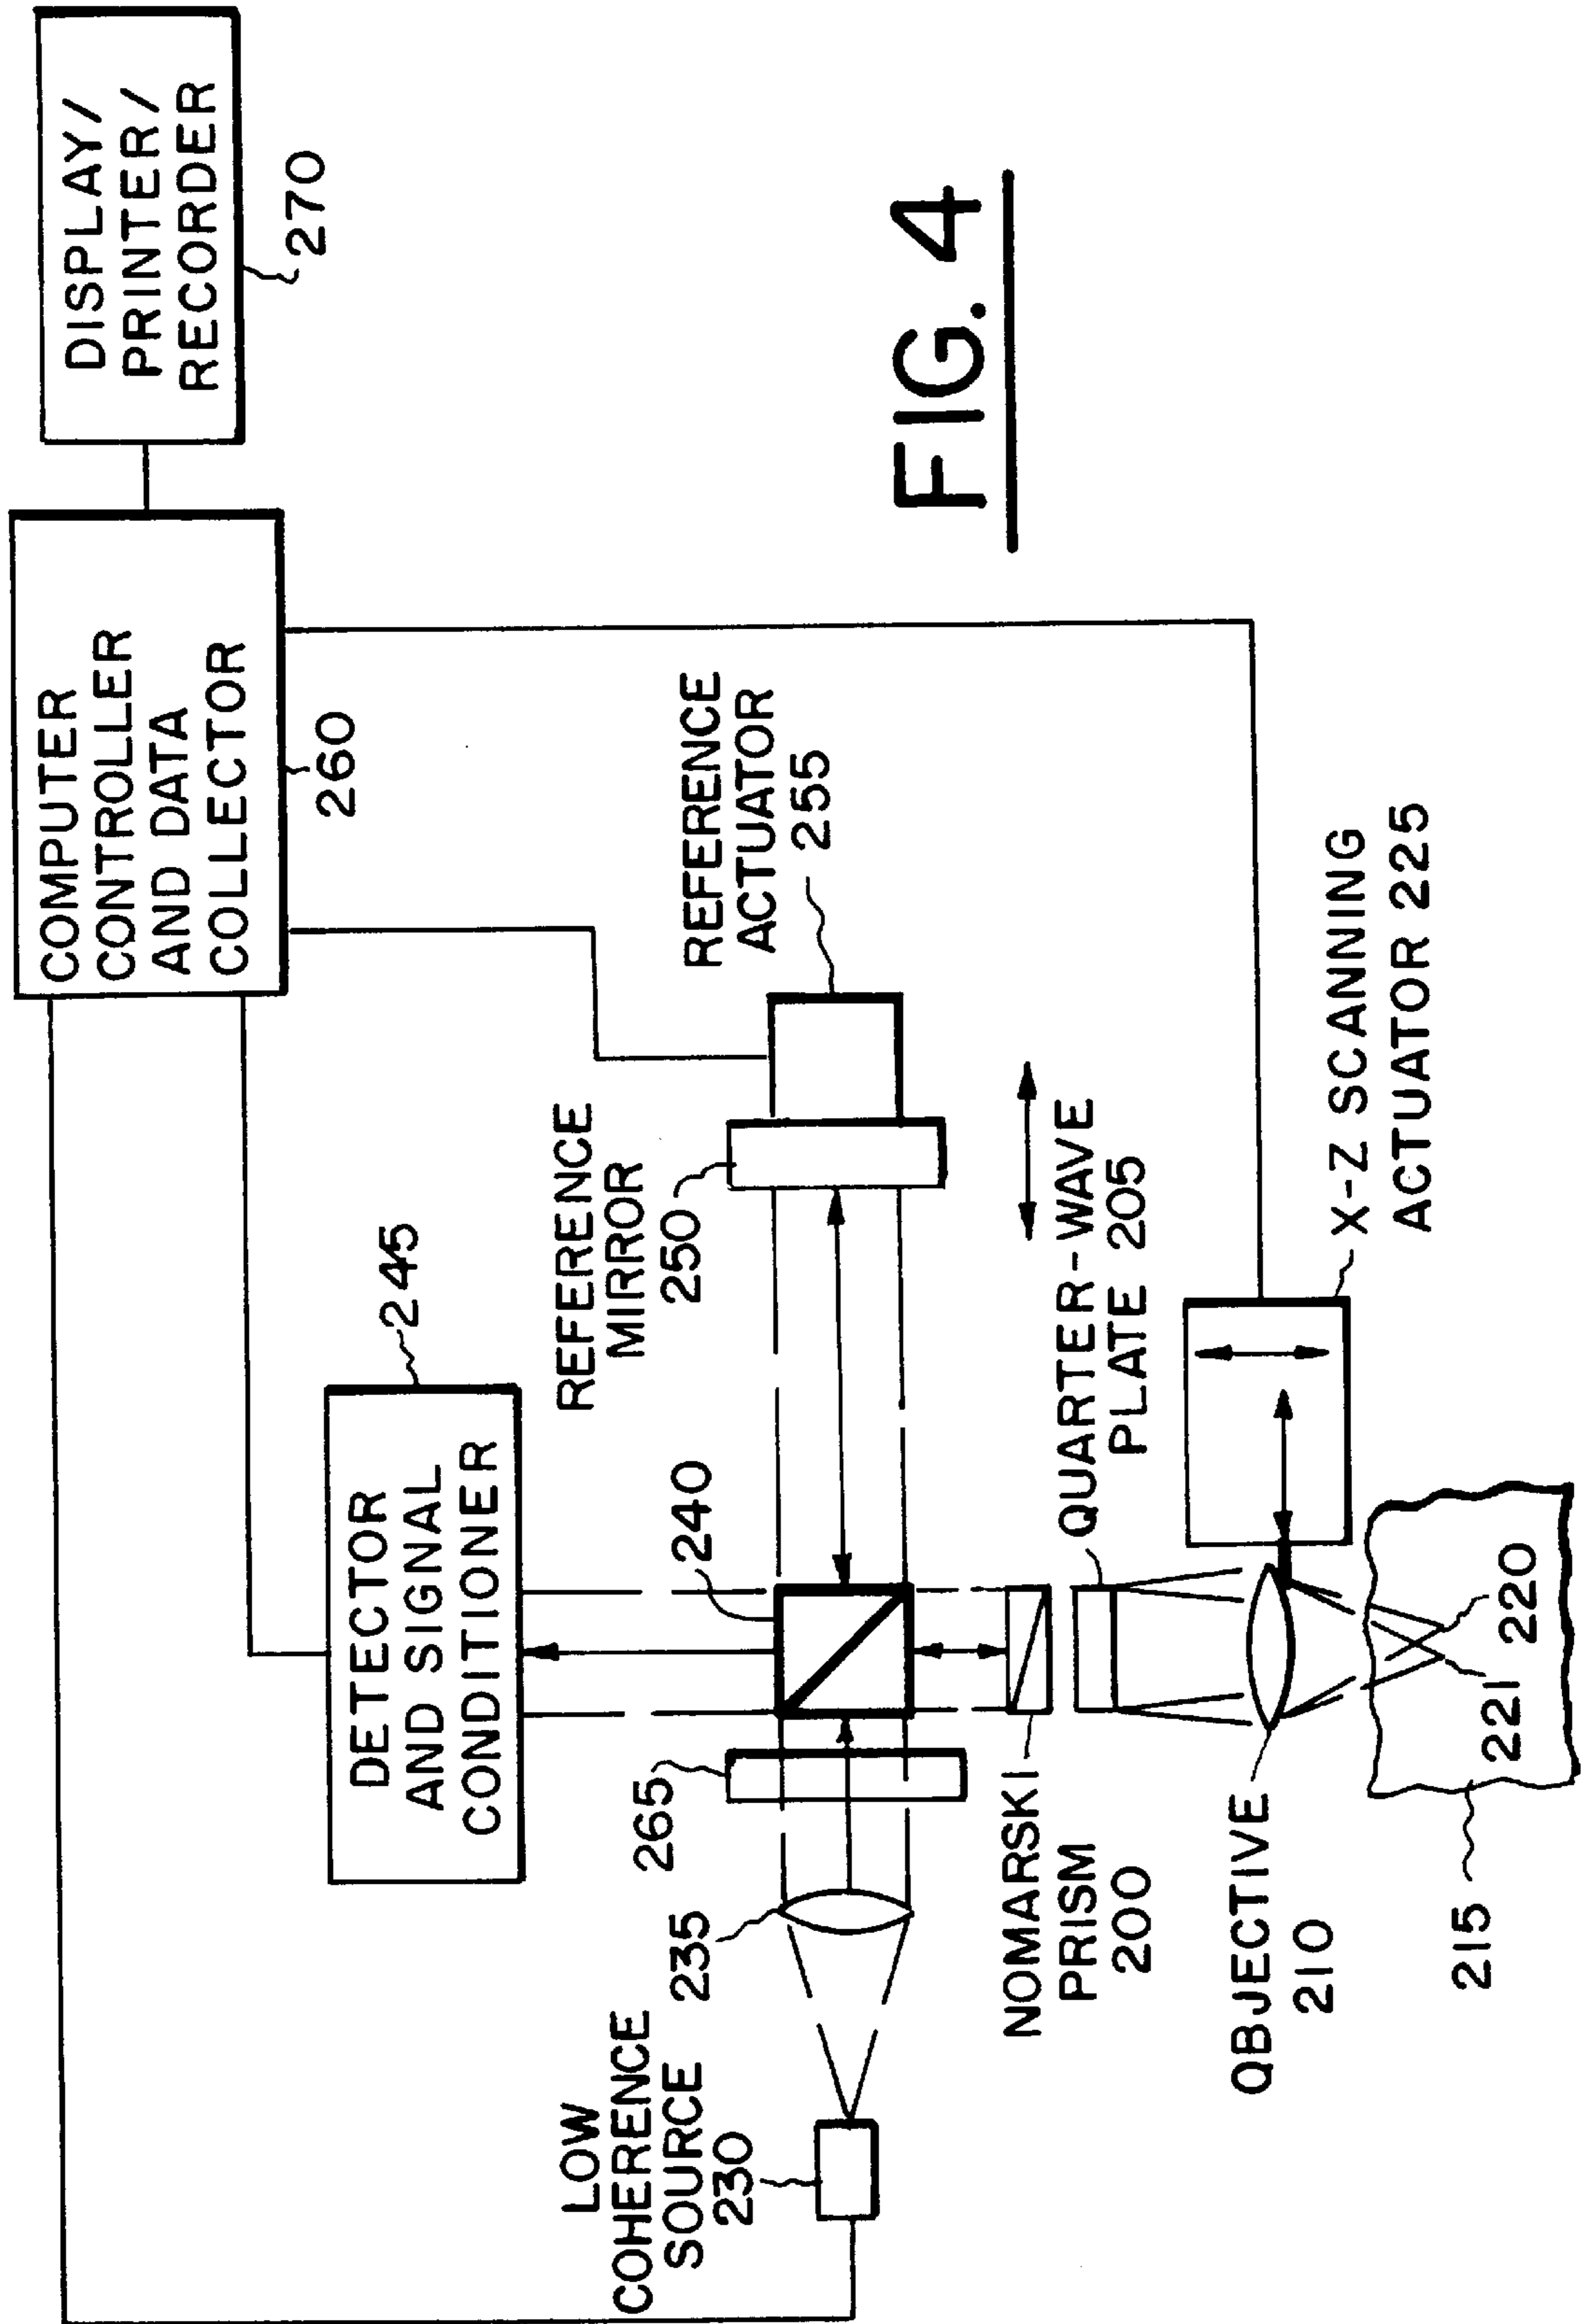 DISPLAY/
PRINTER/
RECORDER
270
COMPUTER
CONTROLLER
AND DATA
COLLECTOR
260
DETECTOR
AND SIGNAL
CONDITIONER
245
REFERENCE
MIRROR
250
REFERENCE
ACTUATOR
255
240
265
235
LOW
COHERENCE
SOURCE
230
NOMARSKI
PRISM
200
QUARTER-WAVE
PLATE 205
X-Z SCANNING
ACTUATOR 225
OBJECTIVE
210
215
221
220
FIG. 4